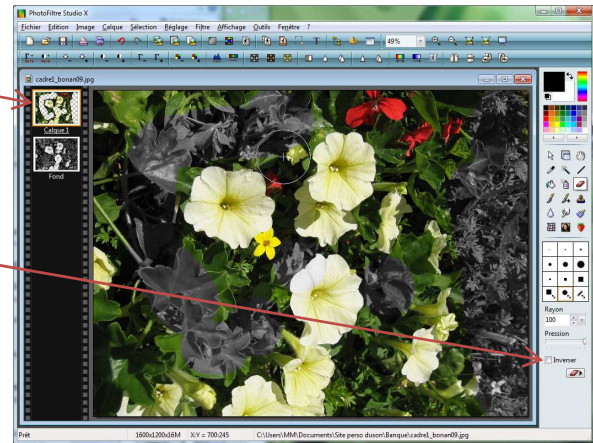 PhotoFiltre Studio X
Fichier Edition Image Calque Sélection Réglage Filtre Affichage Outils Fenêtre ?
49%
cadre1_bonan09.jpg
Calque 1
Fond
Rayon
100
Pression
Inverser
Prêt 1600x1200x16M X:Y = 700:245 C:\Users\MM\Documents\Site perso duson\Banque\cadre1_bonan09.jpg